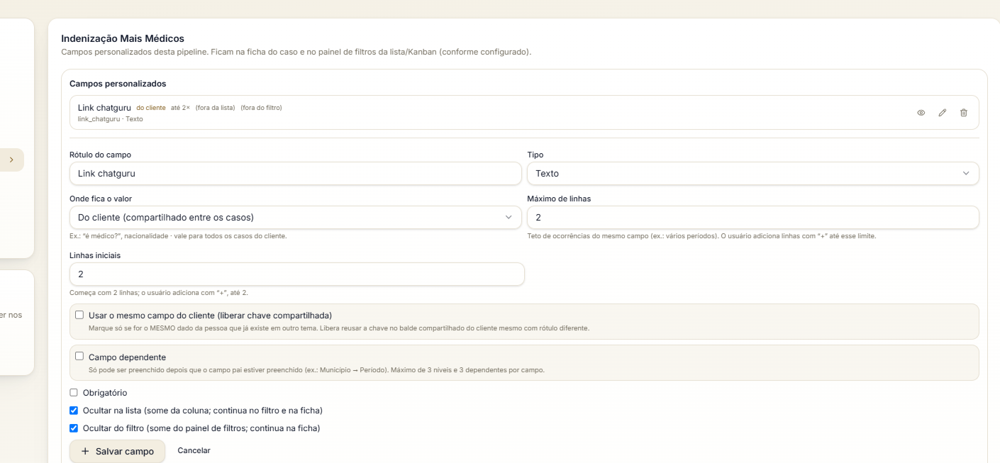 Indenização Mais Médicos
Campos personalizados desta pipeline. Ficam na ficha do caso e no painel de filtros da lista/Kanban (conforme configurado).
Campos personalizados
Link chatguru do cliente até 2× (fora da lista) (fora do filtro)
link_chatguru · Texto
Rótulo do campo
Tipo
Link chatguru
Texto
Onde fica o valor
Máximo de linhas
Do cliente (compartilhado entre os casos)
2
Ex.: “é médico?”, nacionalidade · vale para todos os casos do cliente.
Teto de ocorrências do mesmo campo (ex.: vários períodos). O usuário adiciona linhas com “+” até esse limite.
Linhas iniciais
2
Começa com 2 linhas; o usuário adiciona com “+”, até 2.
er nos
Usar o mesmo campo do cliente (liberar chave compartilhada)
Marque só se for o MESMO dado da pessoa que já existe em outro tema. Libera reusar a chave no balde compartilhado do cliente mesmo com rótulo diferente.
Campo dependente
Só pode ser preenchido depois que o campo pai estiver preenchido (ex.: Município → Período). Máximo de 3 níveis e 3 dependentes por campo.
Obrigatório
Ocultar na lista (some da coluna; continua no filtro e na ficha)
Ocultar do filtro (some do painel de filtros; continua na ficha)
+ Salvar campo
Cancelar